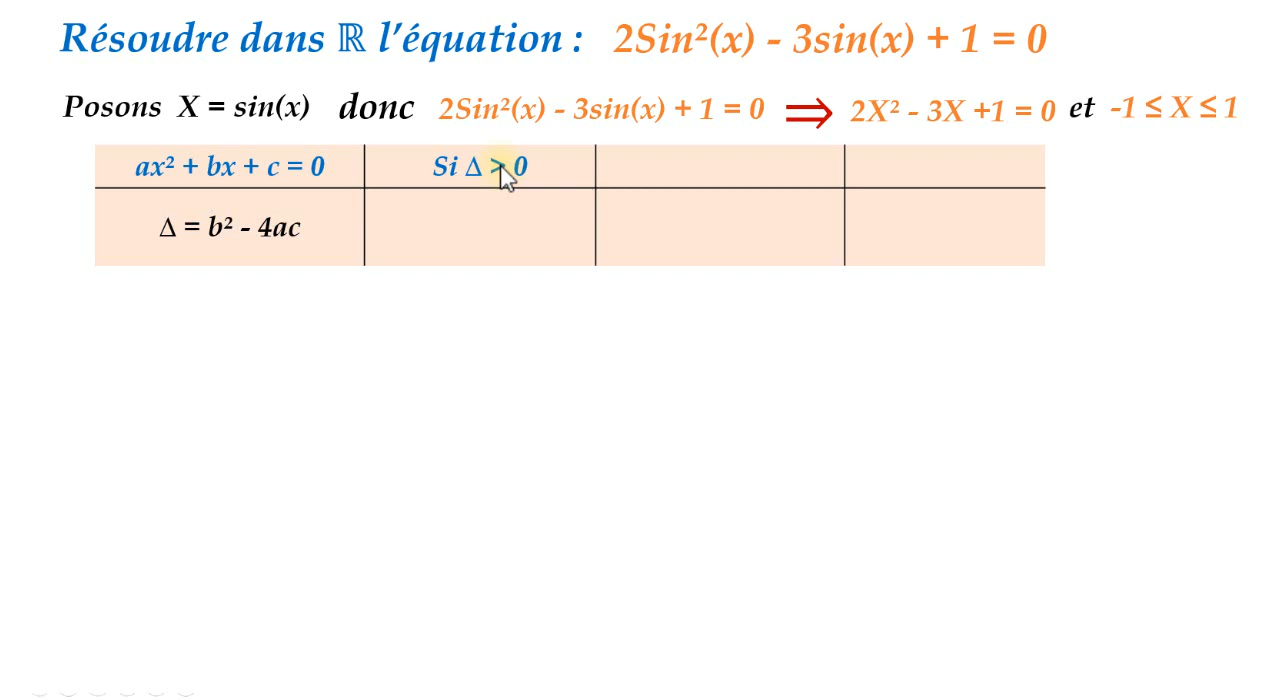 Résoudre dans ℝ l’équation : 2Sin²(x) - 3sin(x) + 1 = 0
Posons X = sin(x) donc 2Sin²(x) - 3sin(x) + 1 = 0 ⇒ 2X² - 3X +1 = 0 et -1 ≤ X ≤ 1
ax² + bx + c = 0 Si Δ > 0
Δ = b² - 4ac